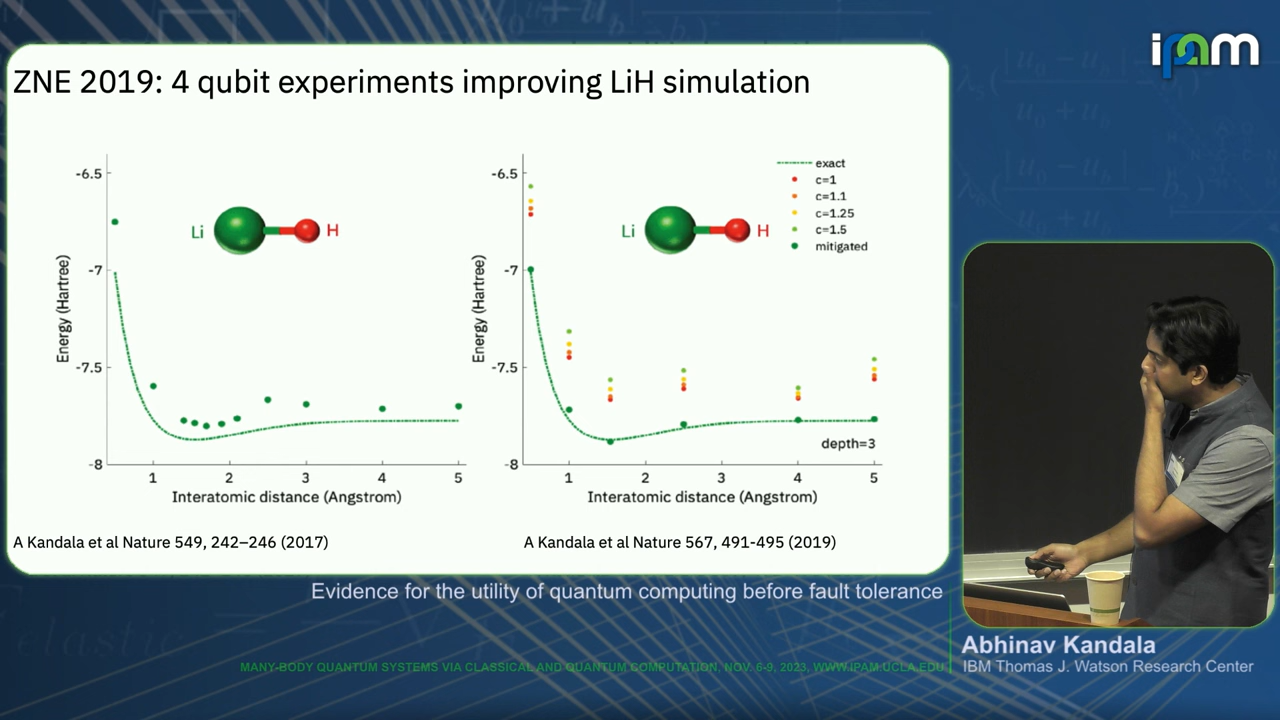 ipam
ZNE 2019: 4 qubit experiments improving LiH simulation
-6.5
-7
-7.5
-8
Energy (Hartree)
Li
H
1
2
3
4
5
Interatomic distance (Angstrom)
A Kandala et al Nature 549, 242–246 (2017)
-6.5
-7
-7.5
-8
Energy (Hartree)
Li
H
exact
c=1
c=1.1
c=1.25
c=1.5
mitigated
depth=3
1
2
3
4
5
Interatomic distance (Angstrom)
A Kandala et al Nature 567, 491-495 (2019)
Evidence for the utility of quantum computing before fault tolerance
Abhinav Kandala
IBM Thomas J. Watson Research Center
MANY-BODY QUANTUM SYSTEMS VIA CLASSICAL AND QUANTUM COMPUTATION, NOV. 6-9, 2023, WWW.IPAM.UCLA.EDU
elastic